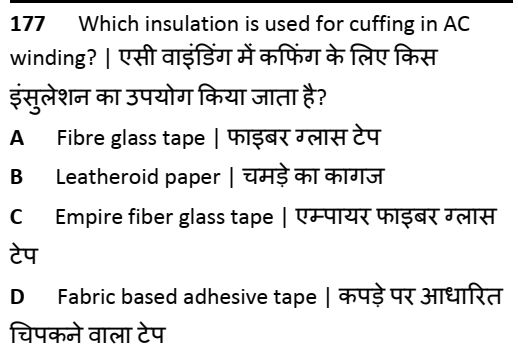 177 Which insulation is used for cuffing in AC
winding? | एसी वाइंडिंग में कफिंग के लिए किस
इंसुलेशन का उपयोग किया जाता है?
A Fibre glass tape | फाइबर ग्लास टेप
B Leatheroid paper | चमड़े का कागज
C Empire fiber glass tape | एम्पायर फाइबर ग्लास
टेप
D Fabric based adhesive tape | कपड़े पर आधारित
चिपकने वाला टेप